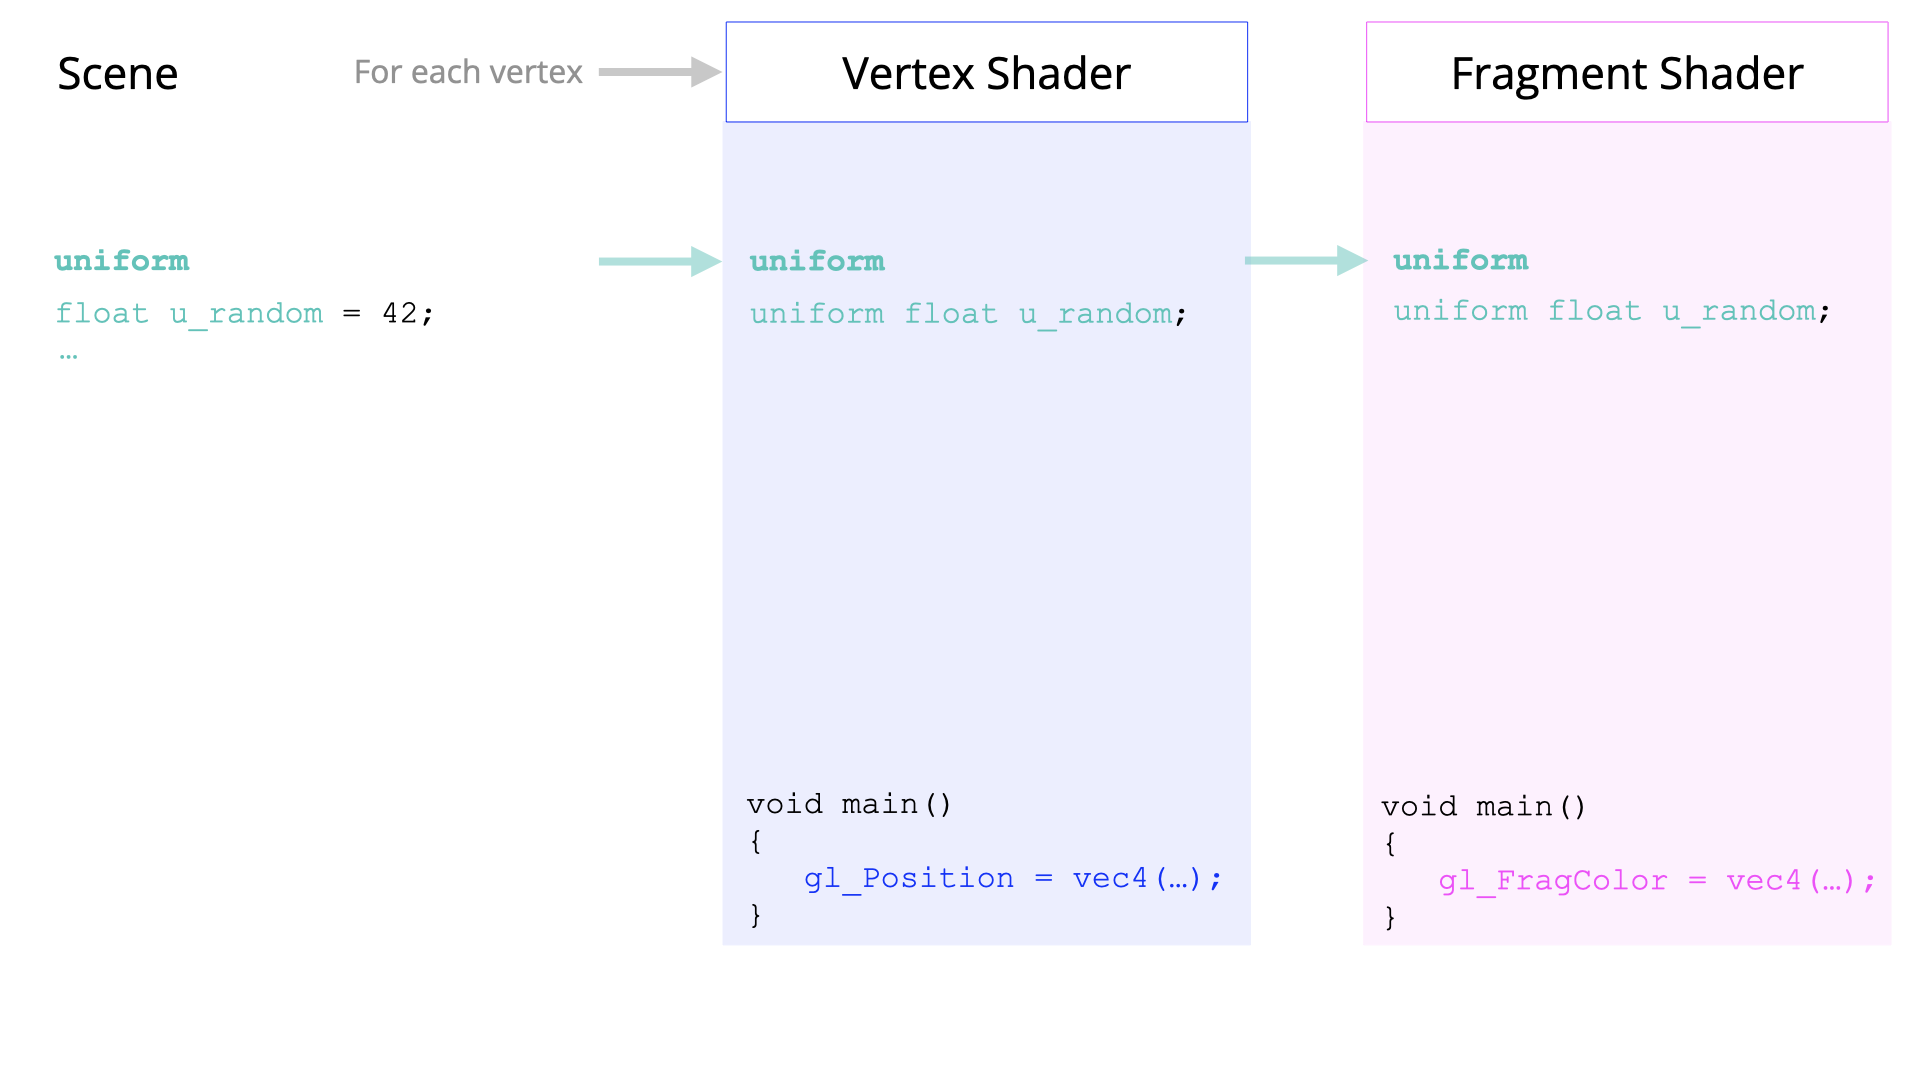 Scene
For each vertex
Vertex Shader
Fragment Shader
uniform
float u_random = 42;
…
uniform
uniform float u_random;
void main()
{
   gl_Position = vec4(…);
}
uniform
uniform float u_random;
void main()
{
   gl_FragColor = vec4(…);
}